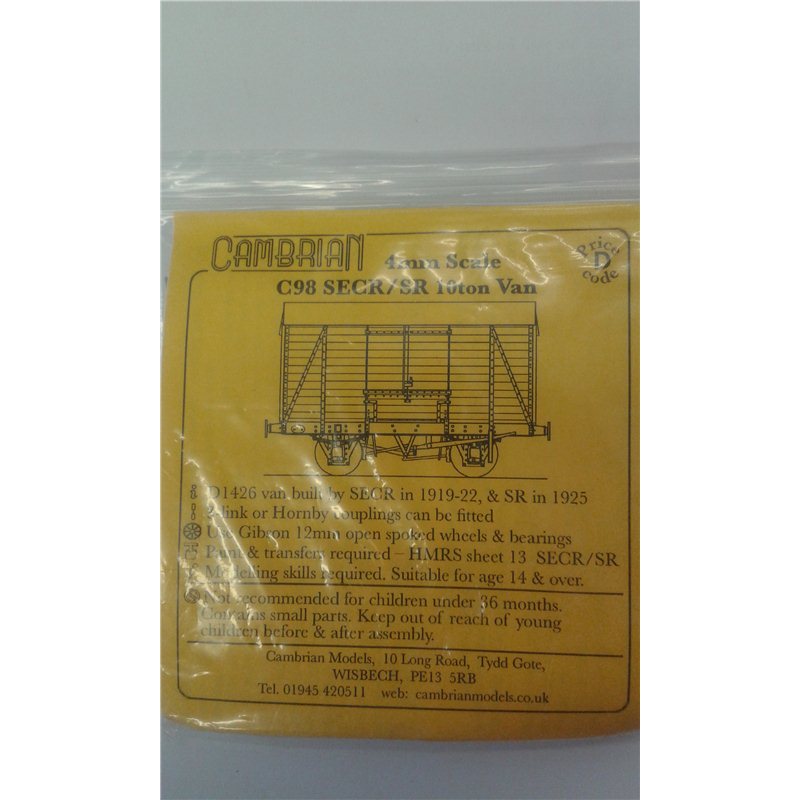 CAMBRIAN 4mm Scale
Price D code
C98 SECR/SR 10ton Van
D1426 van built by SECR in 1919-22, & SR in 1925
3-link or Hornby couplings can be fitted
Use Gibson 12mm open spoked wheels & bearings
Paint & transfers required – HMRS sheet 13 SECR/SR
Modelling skills required. Suitable for age 14 & over.
Not recommended for children under 36 months.
Contains small parts. Keep out of reach of young
children before & after assembly.
Cambrian Models, 10 Long Road, Tydd Gote,
WISBECH, PE13 5RB
Tel. 01945 420511 web: cambrianmodels.co.uk